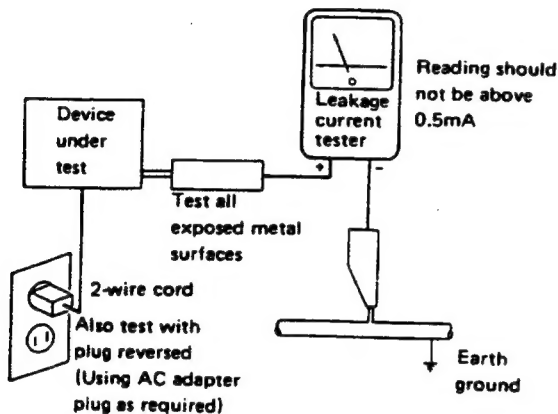 Device
under
test
Leakage
current
tester
+ -
Reading should
not be above
0.5mA
Test all
exposed metal
surfaces
2-wire cord
Also test with
plug reversed
(Using AC adapter
plug as required)
Earth
ground